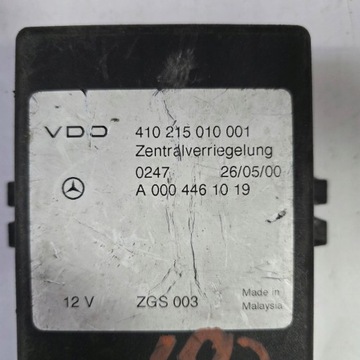 VDO 410 215 010 001
Zentralverriegelung
0247 26/05/00
A 000 446 10 19
12 V ZGS 003
Made in
Malaysia